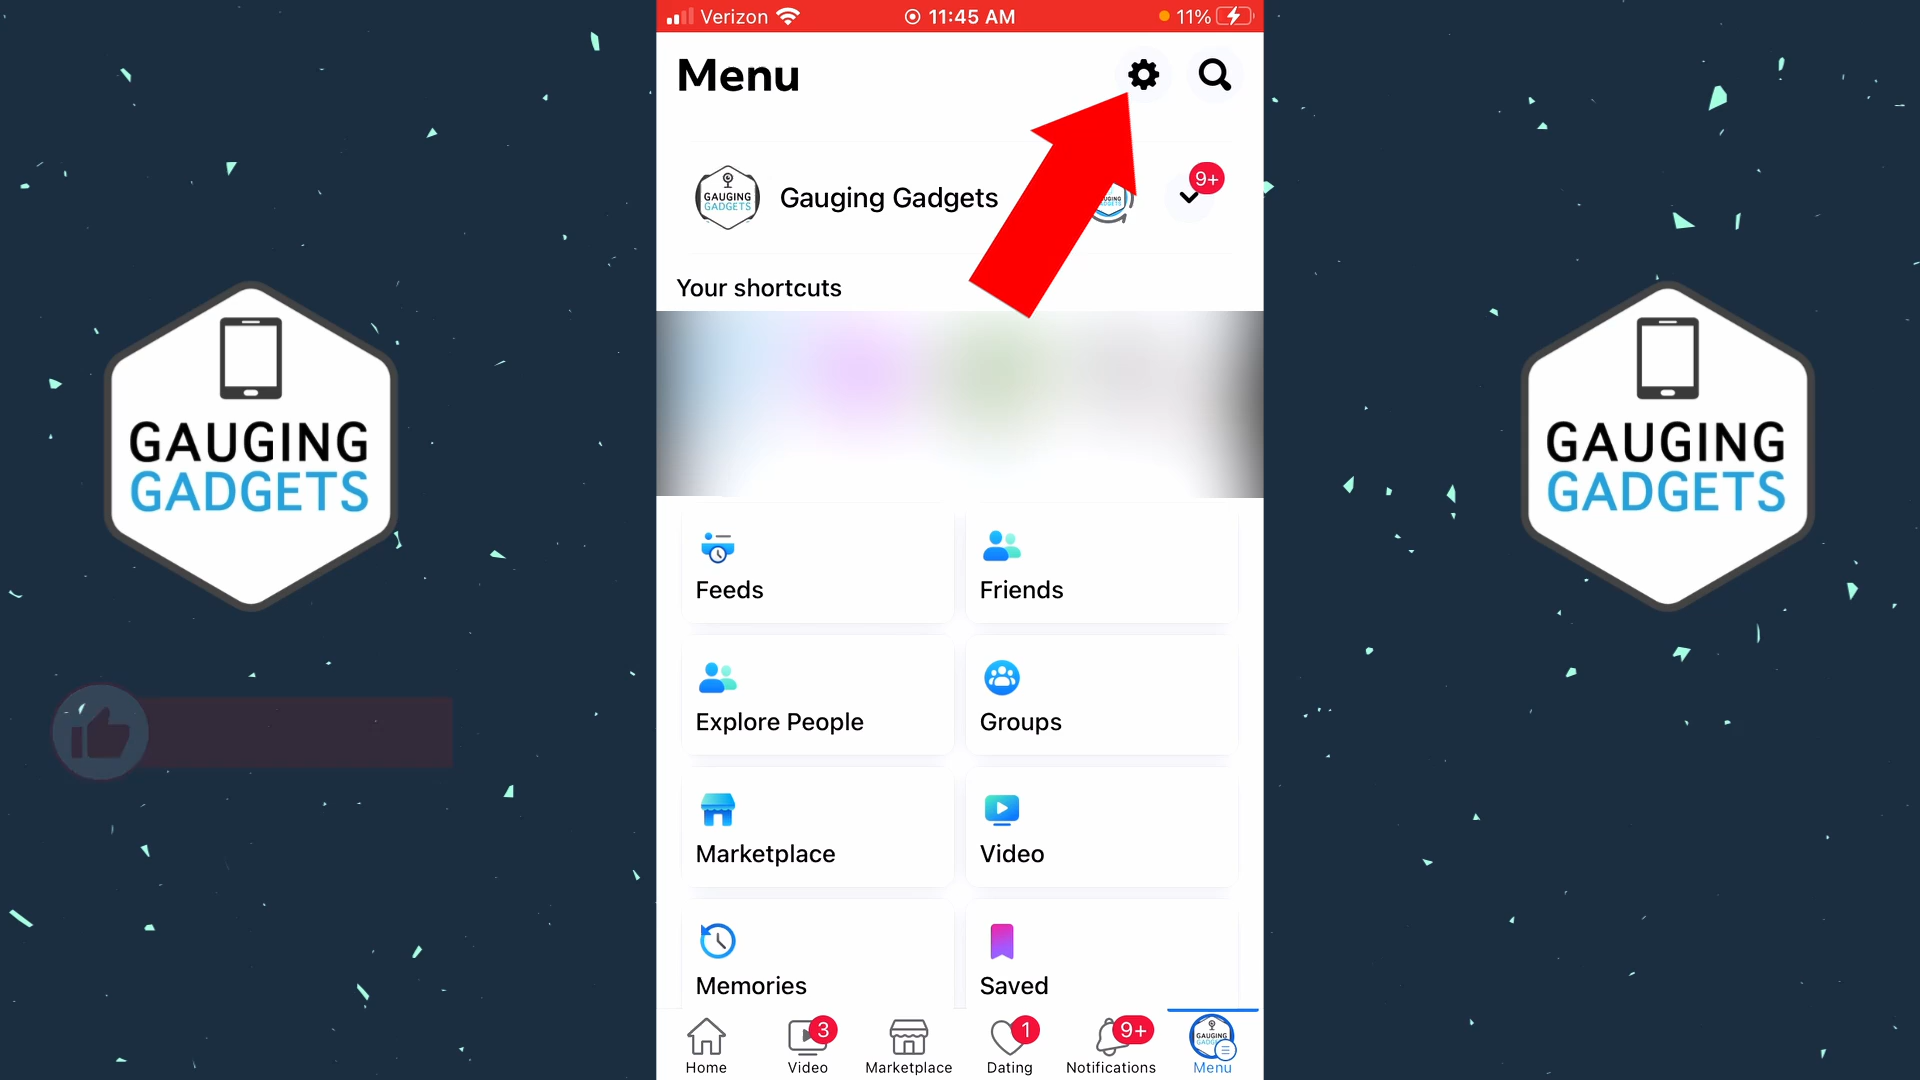 Verizon 11:45 AM 11%
Menu
GAUGING
GADGETS
Gauging Gadgets
9+
Your shortcuts
GAUGING
GADGETS
GAUGING
GADGETS
Feeds
Friends
Explore People
Groups
Marketplace
Video
Memories
Saved
3
1
9+
Home
Video
Marketplace
Dating
Notifications
Menu